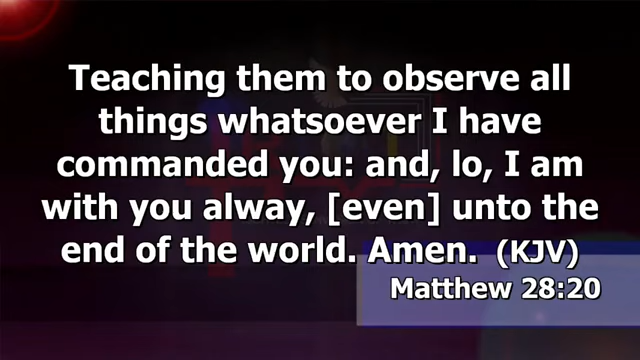 Teaching them to observe all
things whatsoever I have
commanded you: and, lo, I am
with you alway, [even] unto the
end of the world. Amen. (KJV)
Matthew 28:20